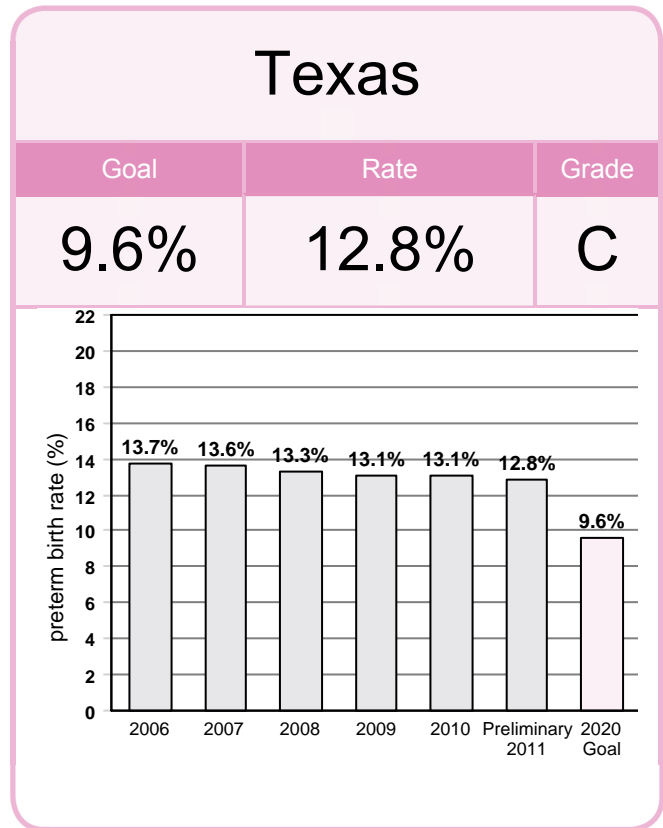 Texas
Goal Rate Grade
9.6% 12.8% C
22
20
18
16
14
12
10
8
6
4
2
0
preterm birth rate (%)
13.7% 13.6% 13.3% 13.1% 13.1% 12.8% 9.6%
2006 2007 2008 2009 2010 Preliminary 2020
2011 Goal